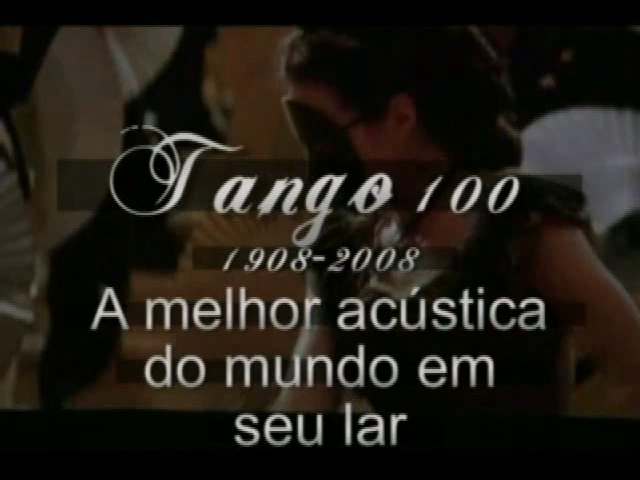 Tango 100
1908-2008
A melhor acústica
do mundo em
seu lar